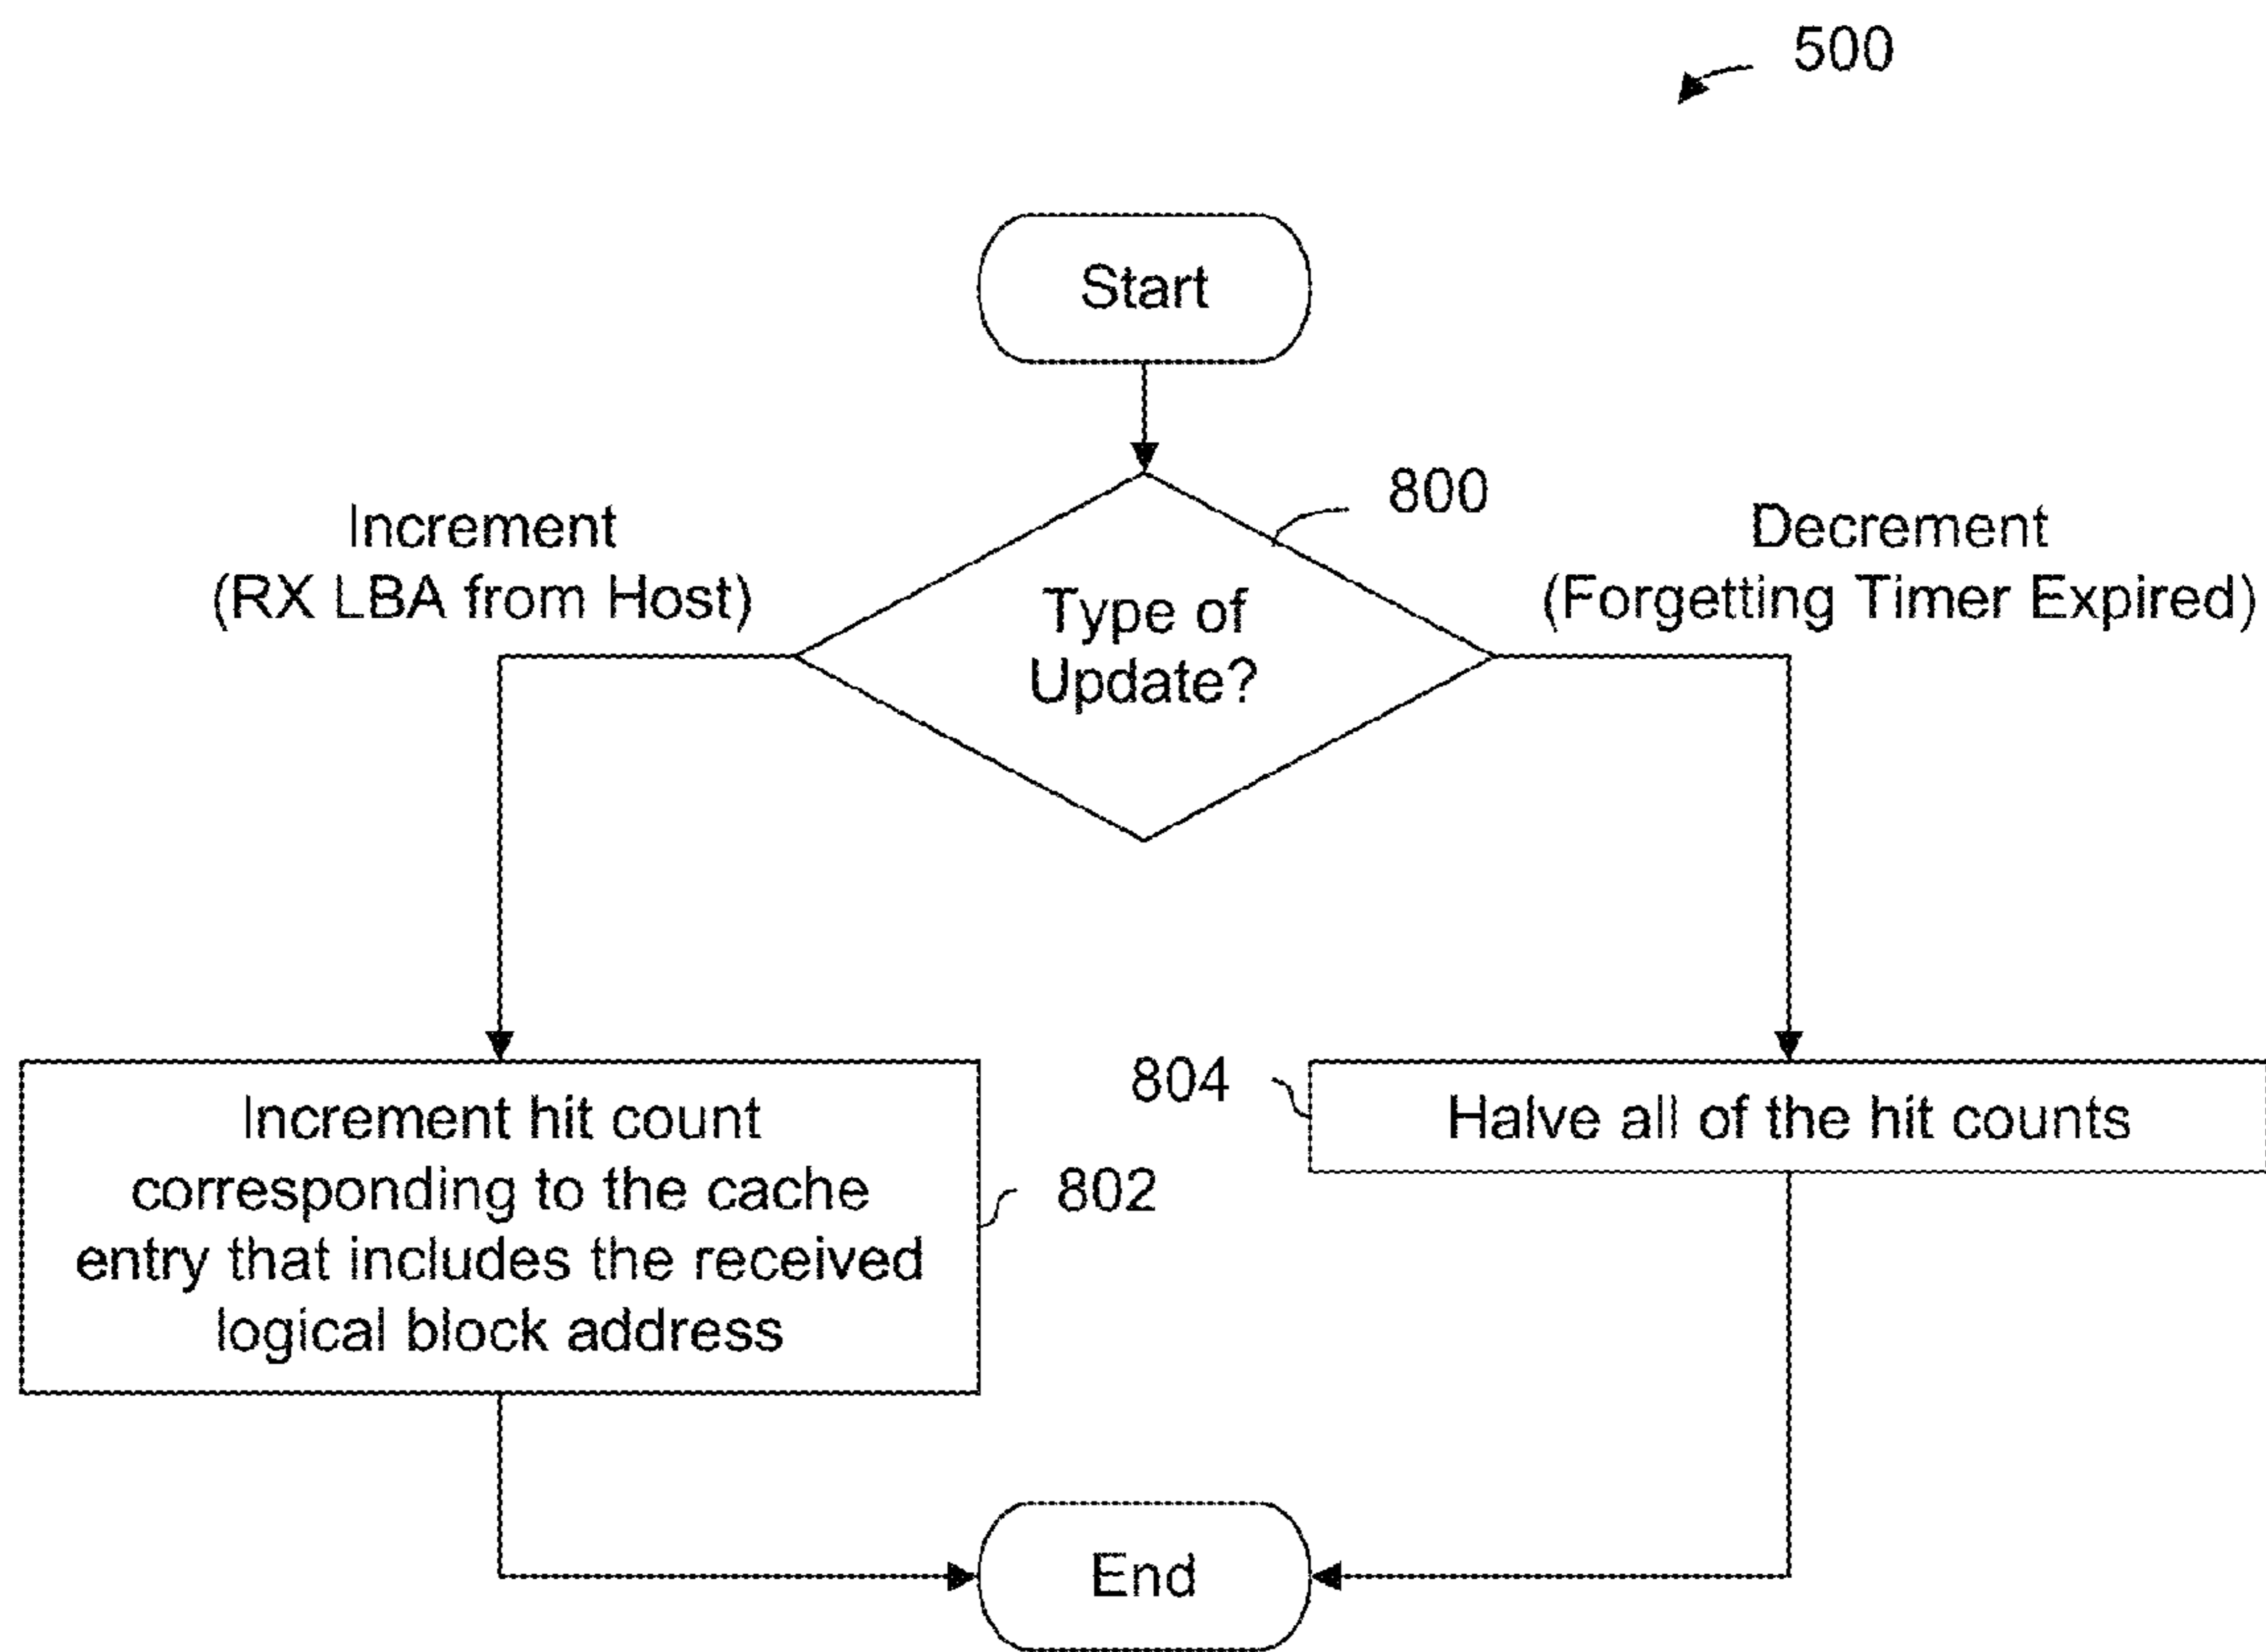 500
Start
800
Increment
(RX LBA from Host)
Type of
Update?
Decrement
(Forgetting Timer Expired)
Increment hit count
corresponding to the cache
entry that includes the received
logical block address
802
804
Halve all of the hit counts
End